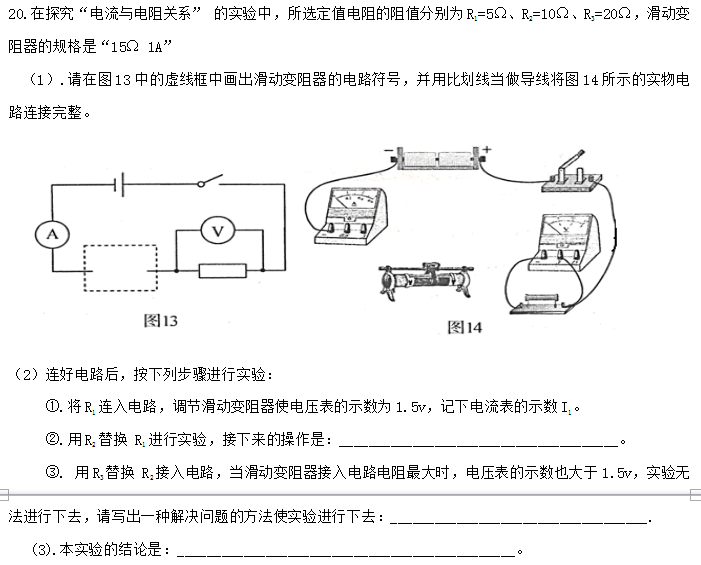 20.在探究“电流与电阻关系” 的实验中，所选定值电阻的阻值分别为R₁=5Ω、R₂=10Ω、R₃=20Ω，滑动变
阻器的规格是“15Ω 1A”
（1）.请在图13中的虚线框中画出滑动变阻器的电路符号，并用比划线当做导线将图14所示的实物电
路连接完整。
− +
A
V
图13
图14
（2）连好电路后，按下列步骤进行实验：
①.将R₁连入电路，调节滑动变阻器使电压表的示数为1.5v，记下电流表的示数I₁。
②.用R₂替换 R₁进行实验，接下来的操作是：____________________________________。
③. 用R₃替换 R₂接入电路，当滑动变阻器接入电路电阻最大时，电压表的示数也大于1.5v，实验无
法进行下去，请写出一种解决问题的方法使实验进行下去：_________________________________.
（3）.本实验的结论是：___________________________________________。